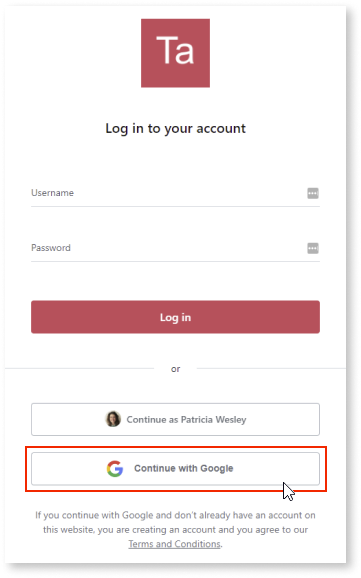 Ta
Log in to your account
Username
Password
Log in
or
Continue as Patricia Wesley
Continue with Google
If you continue with Google and don't already have an account on
this website, you are creating an account and you agree to our
Terms and Conditions.